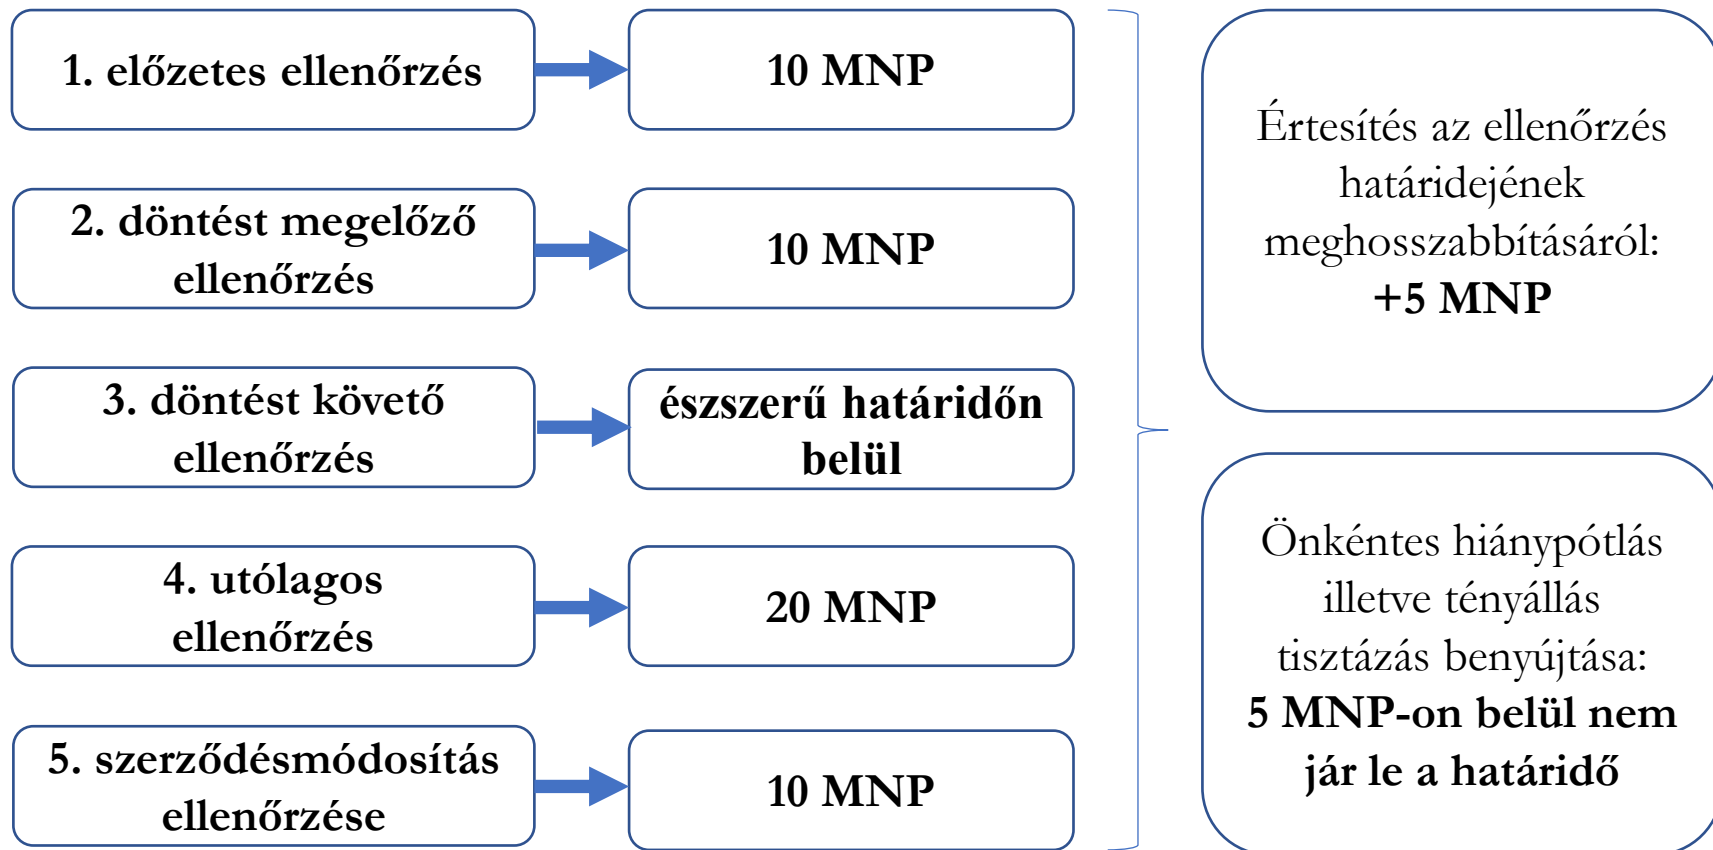 1. előzetes ellenőrzés
10 MNP
2. döntést megelőző
ellenőrzés
10 MNP
3. döntést követő
ellenőrzés
észszerű határidőn
belül
4. utólagos
ellenőrzés
20 MNP
5. szerződésmódosítás
ellenőrzése
10 MNP
Értesítés az ellenőrzés
határidejének
meghosszabbításáról:
+5 MNP
Önkéntes hiánypótlás
illetve tényállás
tisztázás benyújtása:
5 MNP-on belül nem
jár le a határidő